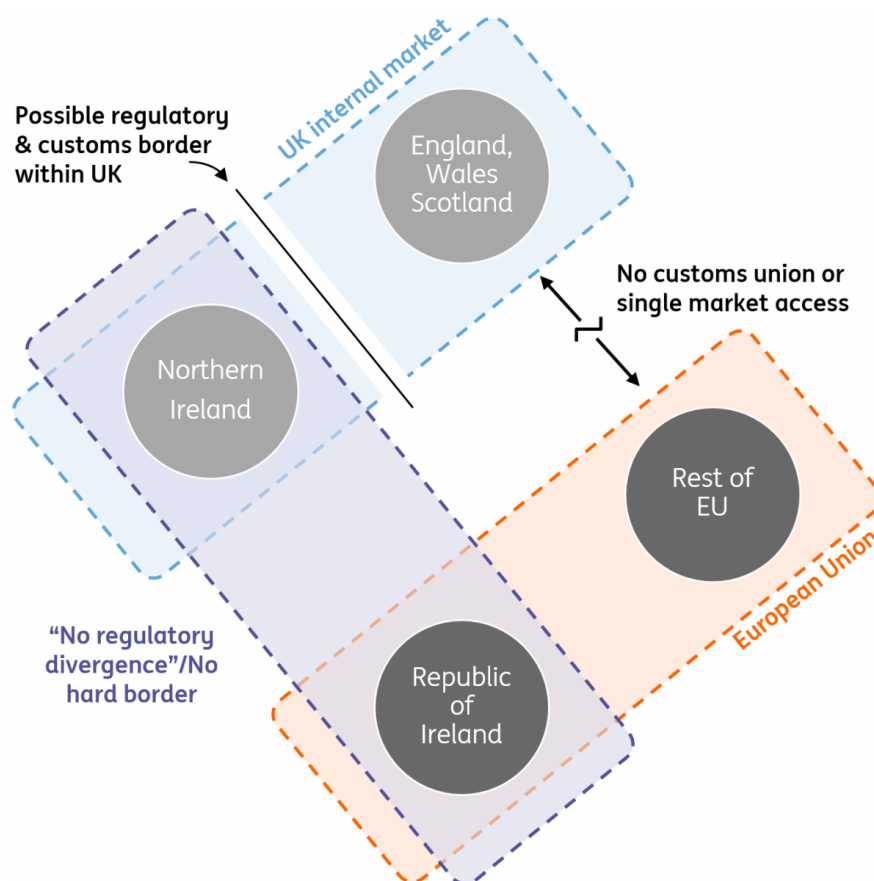 UK internal market
Possible regulatory
& customs border
within UK
England,
Wales
Scotland
No customs union or
single market access
Northern
Ireland
Rest of
EU
European Union
“No regulatory
divergence”/No
hard border
Republic
of
Ireland